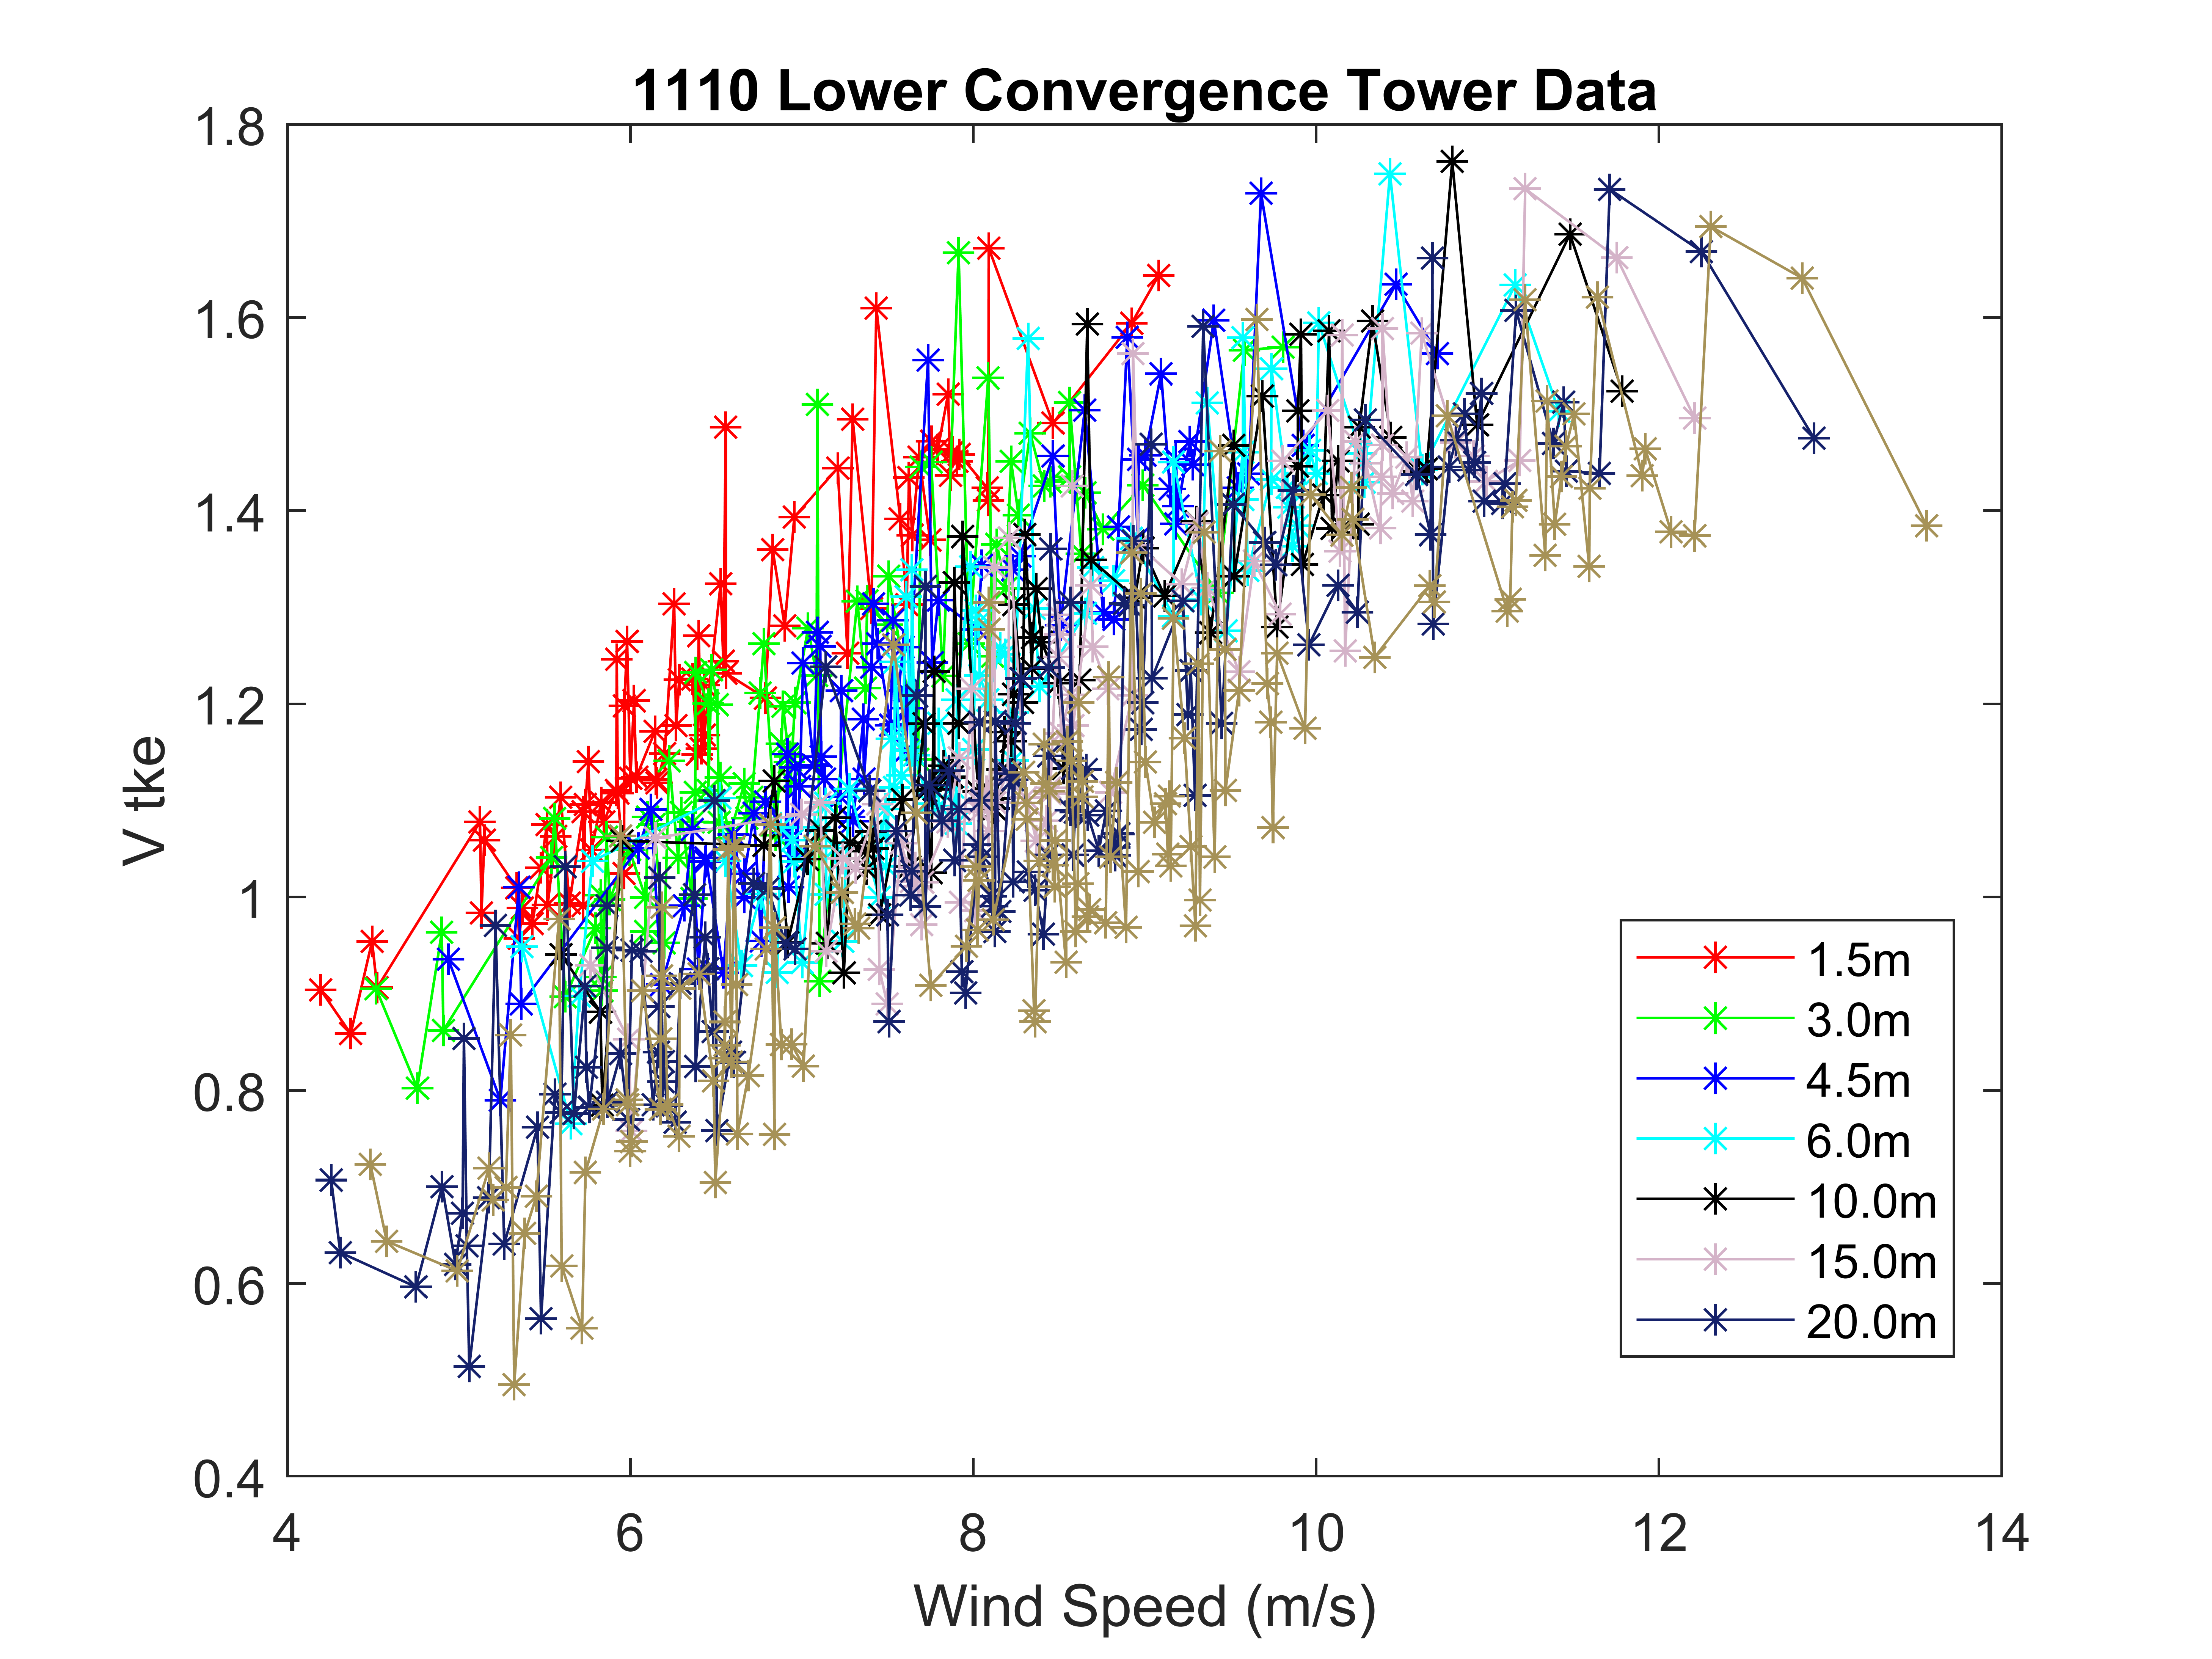 1110 Lower Convergence Tower Data
1.8
1.6
1.4
1.2
1
0.8
0.6
0.4
V tke
4 6 8 10 12 14
Wind Speed (m/s)
1.5m
3.0m
4.5m
6.0m
10.0m
15.0m
20.0m